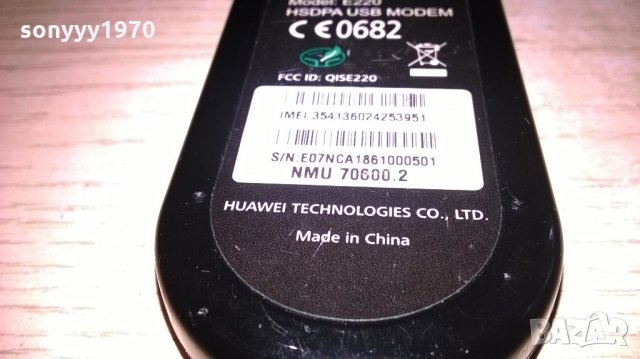 sonyyy1970
Model: E220
HSDPA USB MODEM
CE0682
FCC ID: QISE220
IMEI 354136024253951
S/N:E07NCA1861000501
NMU 70600.2
HUAWEI TECHNOLOGIES CO., LTD.
Made in China
BAZAR